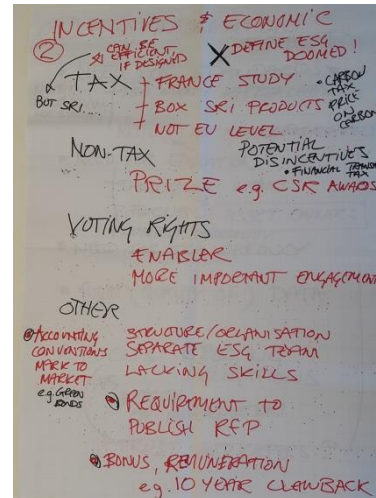 INCENTIVES & ECONOMIC
②
CAN BE
EFFICIENT
IF DESIGNED
X DEFINE ESG
DOOMED!
TAX
BUT SRI...
FRANCE STUDY
BOX SRI PRODUCTS
NOT EU LEVEL
• CARBON
TAX
PRICE
ON
CARBON
NON-TAX
POTENTIAL
DISINCENTIVES
• FINANCIAL
TAX
PRIZE e.g. CSR AWARDS
VOTING RIGHTS
ENABLER
MORE IMPORTANT ENGAGEMENT
OTHER
ACCOUNTING
CONVENTIONS
MARK TO
MARKET
e.g. GREEN
BONDS
STRUCTURE/ORGANISATION
SEPARATE ESG TEAM
LACKING SKILLS
REQUIREMENT TO
PUBLISH RFP
BONUS, REMUNERATION
e.g. 10 YEAR CLAWBACK